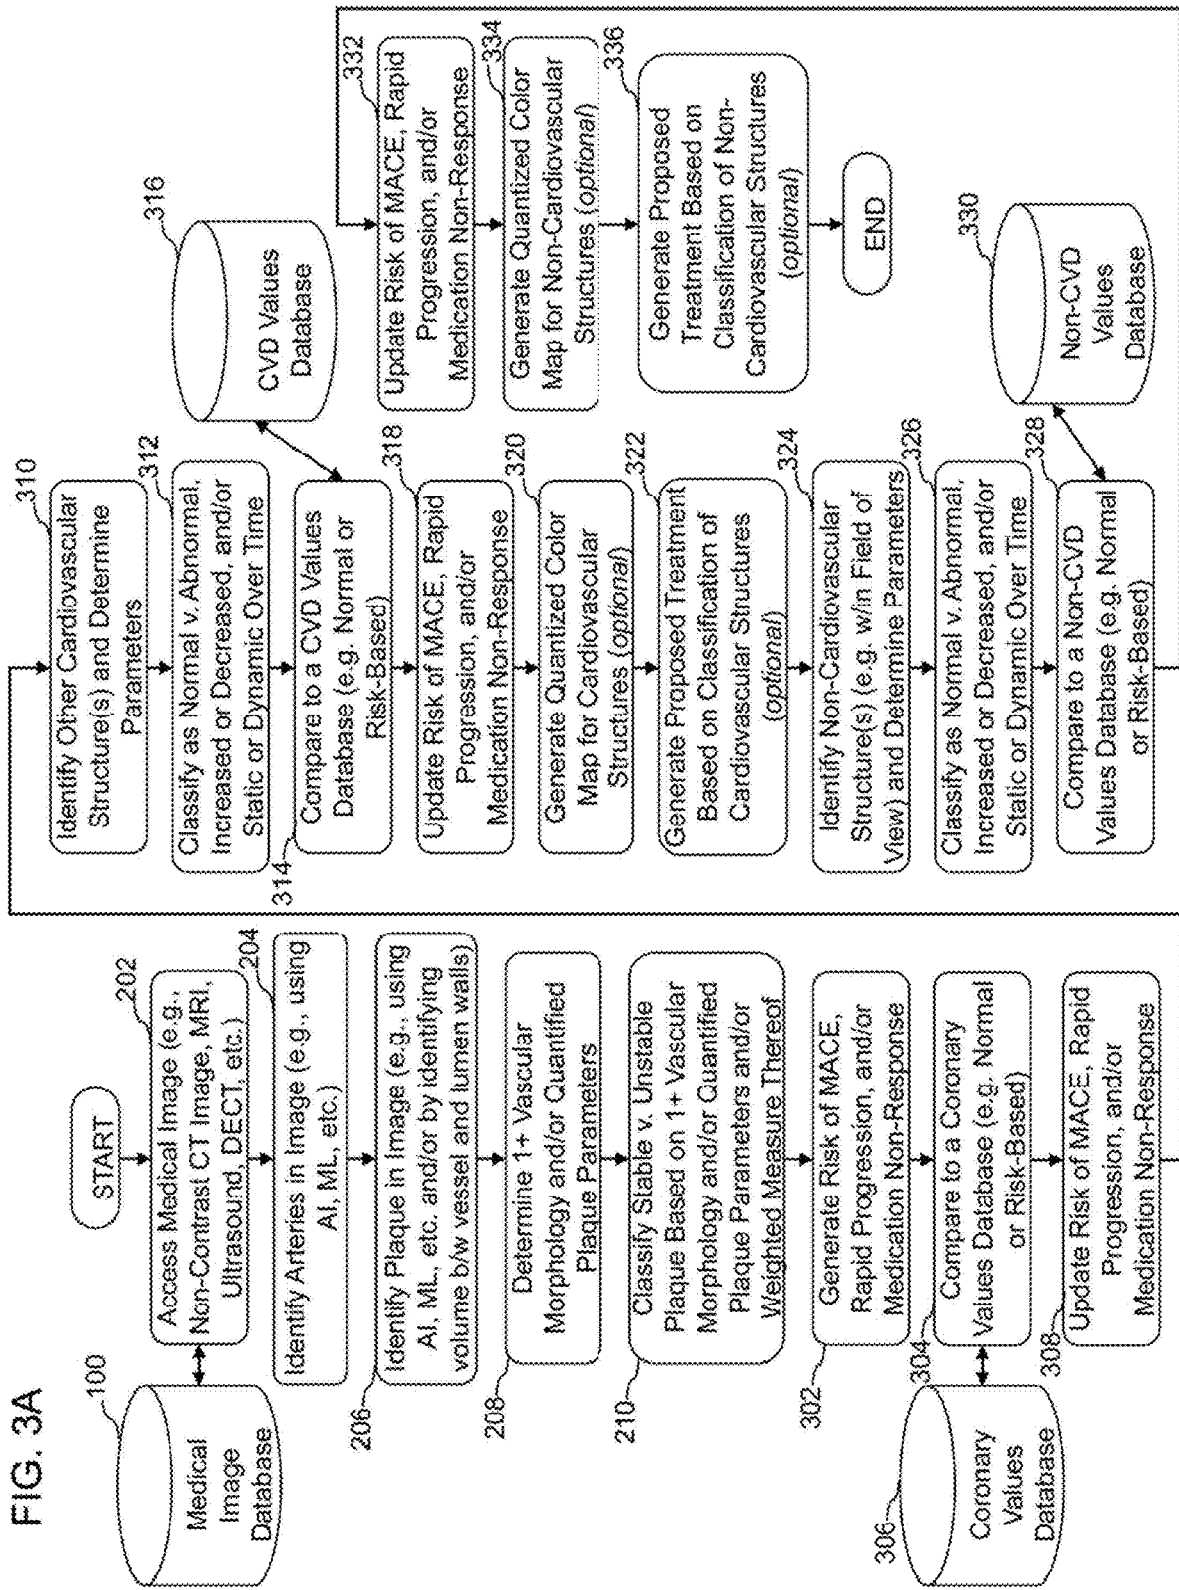 FIG. 3A
100
Medical
Image
Database
START
202
Access Medical Image (e.g.,
Non-Contrast CT Image, MRI,
Ultrasound, DECT, etc.)
204
Identify Arteries in Image (e.g., using
AI, ML, etc.)
206
Identify Plaque in Image (e.g., using
AI, ML, etc. and/or by identifying
volume b/w vessel and lumen walls)
208
Determine 1+ Vascular
Morphology and/or Quantified
Plaque Parameters
210
Classify Stable v. Unstable
Plaque Based on 1+ Vascular
Morphology and/or Quantified
Plaque Parameters and/or
Weighted Measure Thereof
302
Generate Risk of MACE,
Rapid Progression, and/or
Medication Non-Response
304
Compare to a Coronary
Values Database (e.g. Normal
or Risk-Based)
306
Coronary
Values
Database
308
Update Risk of MACE, Rapid
Progression, and/or
Medication Non-Response
310
Identify Other Cardiovascular
Structure(s) and Determine
Parameters
312
Classify as Normal v. Abnormal,
Increased or Decreased, and/or
Static or Dynamic Over Time
314
Compare to a CVD Values
Database (e.g. Normal or
Risk-Based)
316
CVD Values
Database
318
Update Risk of MACE, Rapid
Progression, and/or
Medication Non-Response
320
Generate Quantized Color
Map for Cardiovascular
Structures (optional)
322
Generate Proposed Treatment
Based on Classification of
Cardiovascular Structures
(optional)
324
Identify Non-Cardiovascular
Structure(s) (e.g. w/in Field of
View) and Determine Parameters
326
Classify as Normal v. Abnormal,
Increased or Decreased, and/or
Static or Dynamic Over Time
328
Compare to a Non-CVD
Values Database (e.g. Normal
or Risk-Based)
330
Non-CVD
Values
Database
332
Update Risk of MACE, Rapid
Progression, and/or
Medication Non-Response
334
Generate Quantized Color
Map for Non-Cardiovascular
Structures (optional)
336
Generate Proposed
Treatment Based on
Classification of Non-
Cardiovascular Structures
(optional)
END